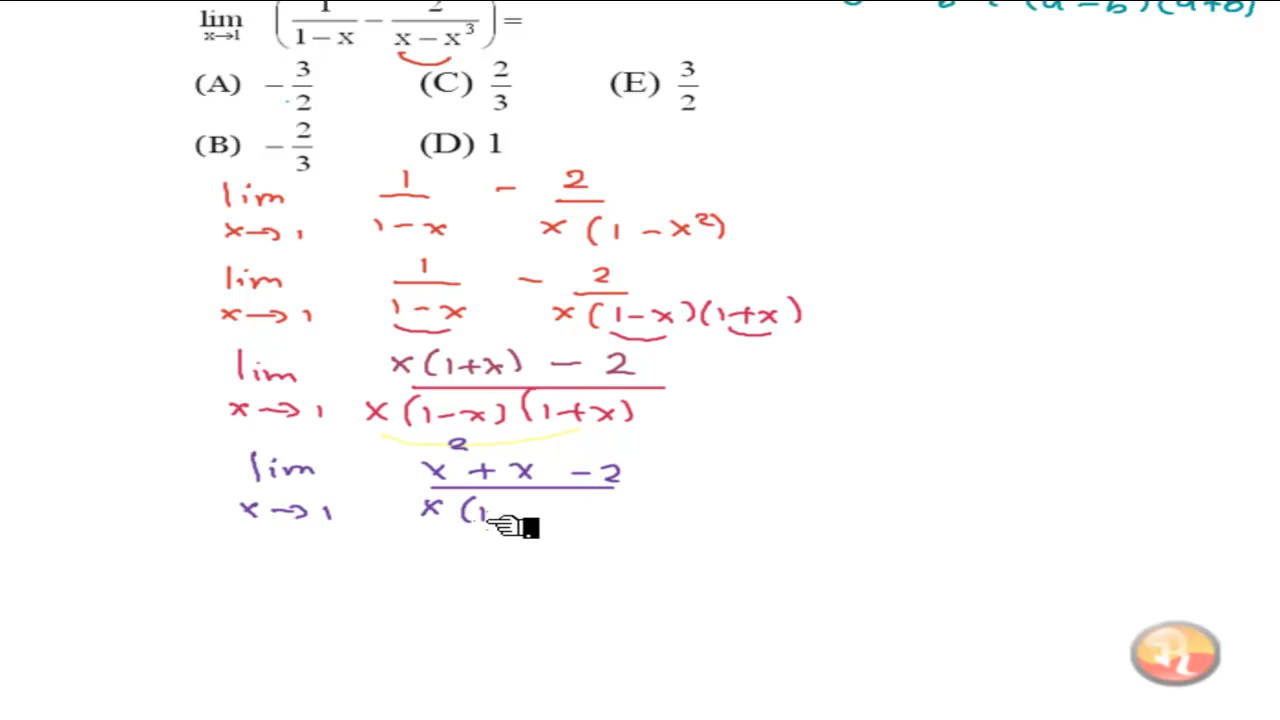 lim x→1 (1/(1 − x) − 2/(x − x³)) =
(A) −3/2 (C) 2/3 (E) 3/2
(B) −2/3 (D) 1
lim x→1 1/(1−x) − 2/(x(1−x²))
lim x→1 1/(1−x) − 2/(x(1−x)(1+x))
lim x→1 (x(1+x) − 2)/(x(1−x)(1+x))
lim x→1 (x² + x − 2)/(x(1